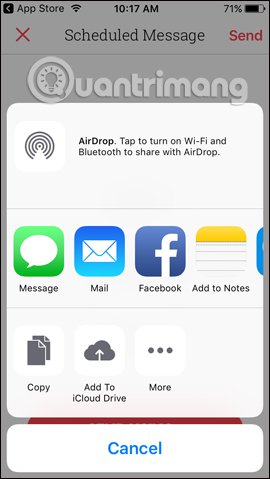 App Store 10:17 AM 71%
Scheduled Message Send
Quantrimang
AirDrop. Tap to turn on Wi-Fi and
Bluetooth to share with AirDrop.
Message Mail Facebook Add to Notes
Copy Add To
iCloud Drive More
Cancel